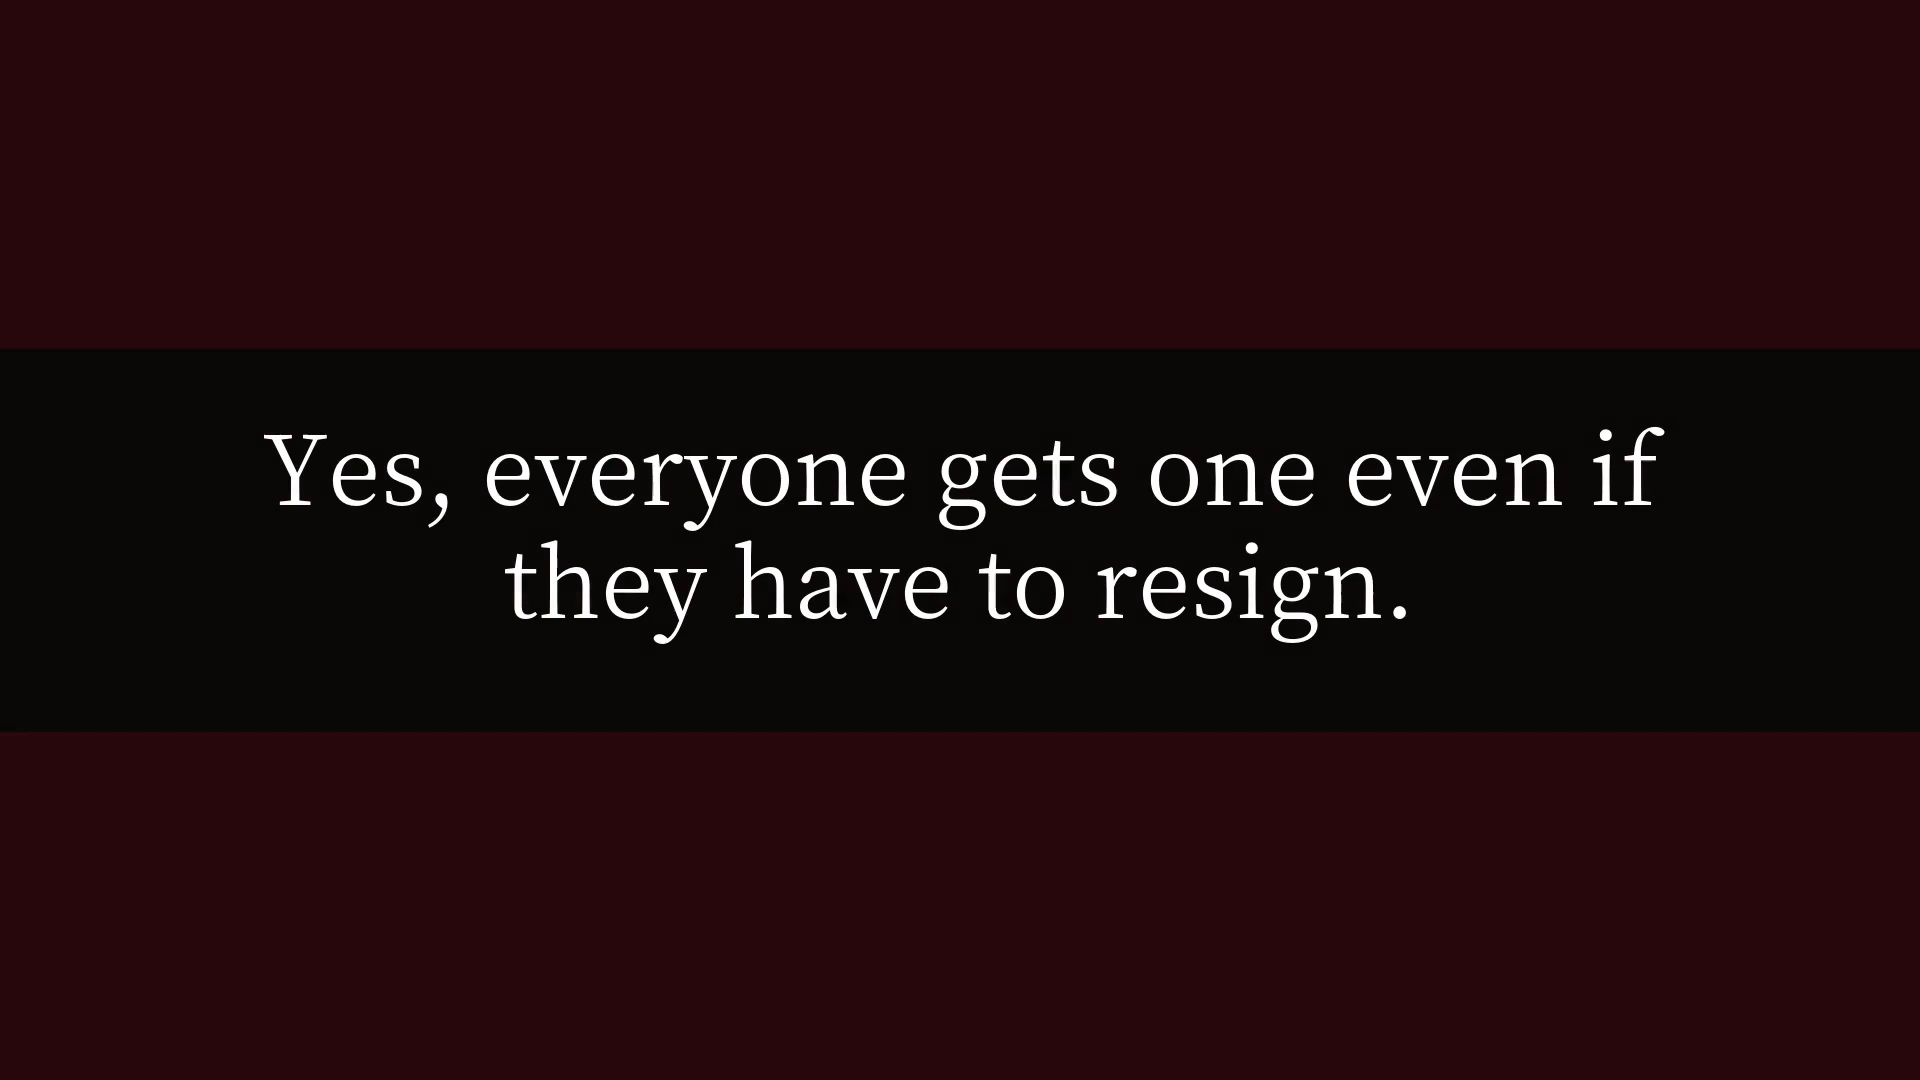 Yes, everyone gets one even if
they have to resign.